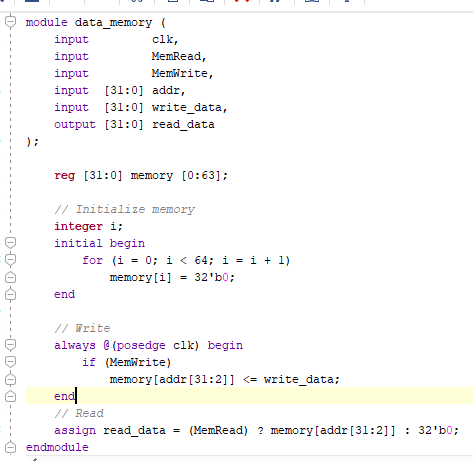 module data_memory (
    input         clk,
    input         MemRead,
    input         MemWrite,
    input  [31:0] addr,
    input  [31:0] write_data,
    output [31:0] read_data
);
    reg [31:0] memory [0:63];
    // Initialize memory
    integer i;
    initial begin
        for (i = 0; i < 64; i = i + 1)
            memory[i] = 32'b0;
    end
    // Write
    always @(posedge clk) begin
        if (MemWrite)
            memory[addr[31:2]] <= write_data;
    end
    // Read
    assign read_data = (MemRead) ? memory[addr[31:2]] : 32'b0;
endmodule